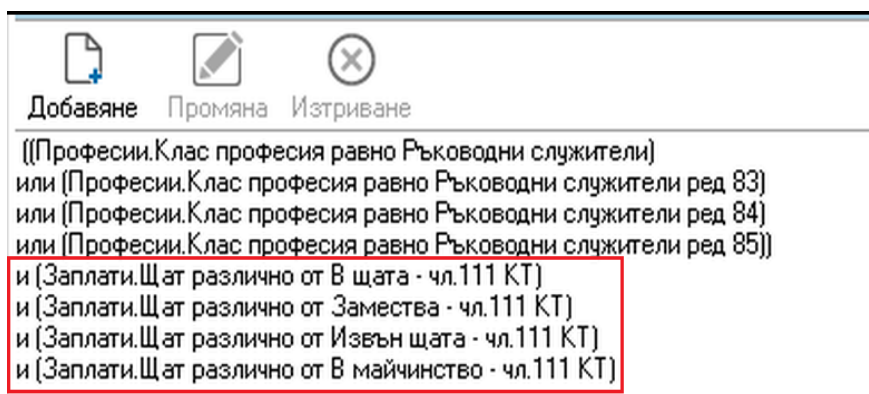 Добавяне Промяна Изтриване
((Професии.Клас професия равно Ръководни служители)
или (Професии.Клас професия равно Ръководни служители ред 83)
или (Професии.Клас професия равно Ръководни служители ред 84)
или (Професии.Клас професия равно Ръководни служители ред 85))
и (Заплати.Щат различно от В щата - чл.111 КТ)
и (Заплати.Щат различно от Замества - чл.111 КТ)
и (Заплати.Щат различно от Извън щата - чл.111 КТ)
и (Заплати.Щат различно от В майчинство - чл.111 КТ)